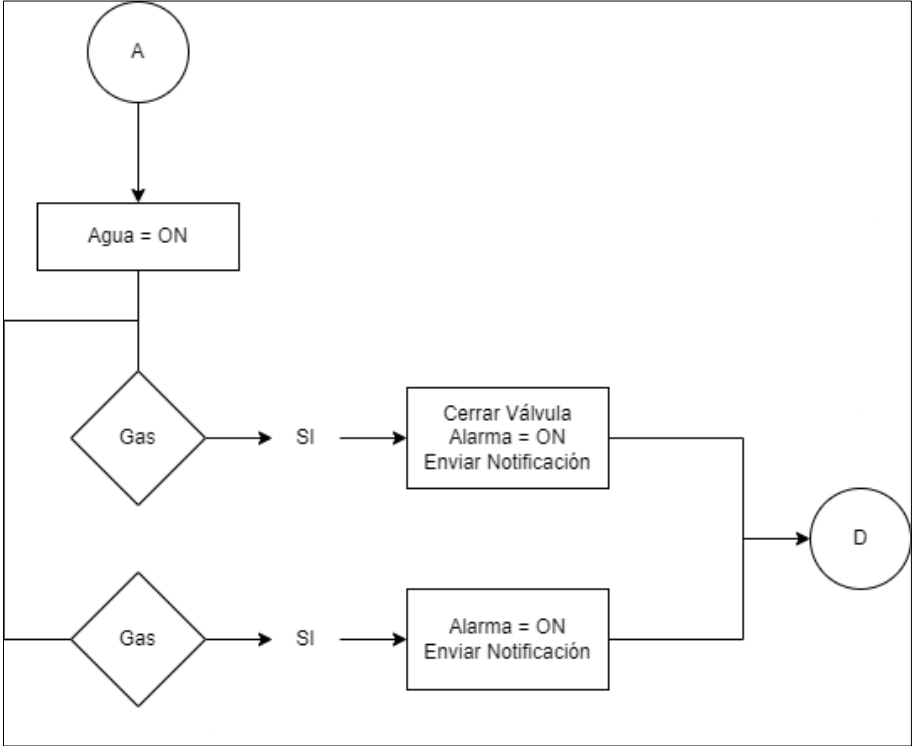 A
Agua = ON
Gas
SI
Cerrar Válvula
Alarma = ON
Enviar Notificación
D
Gas
SI
Alarma = ON
Enviar Notificación